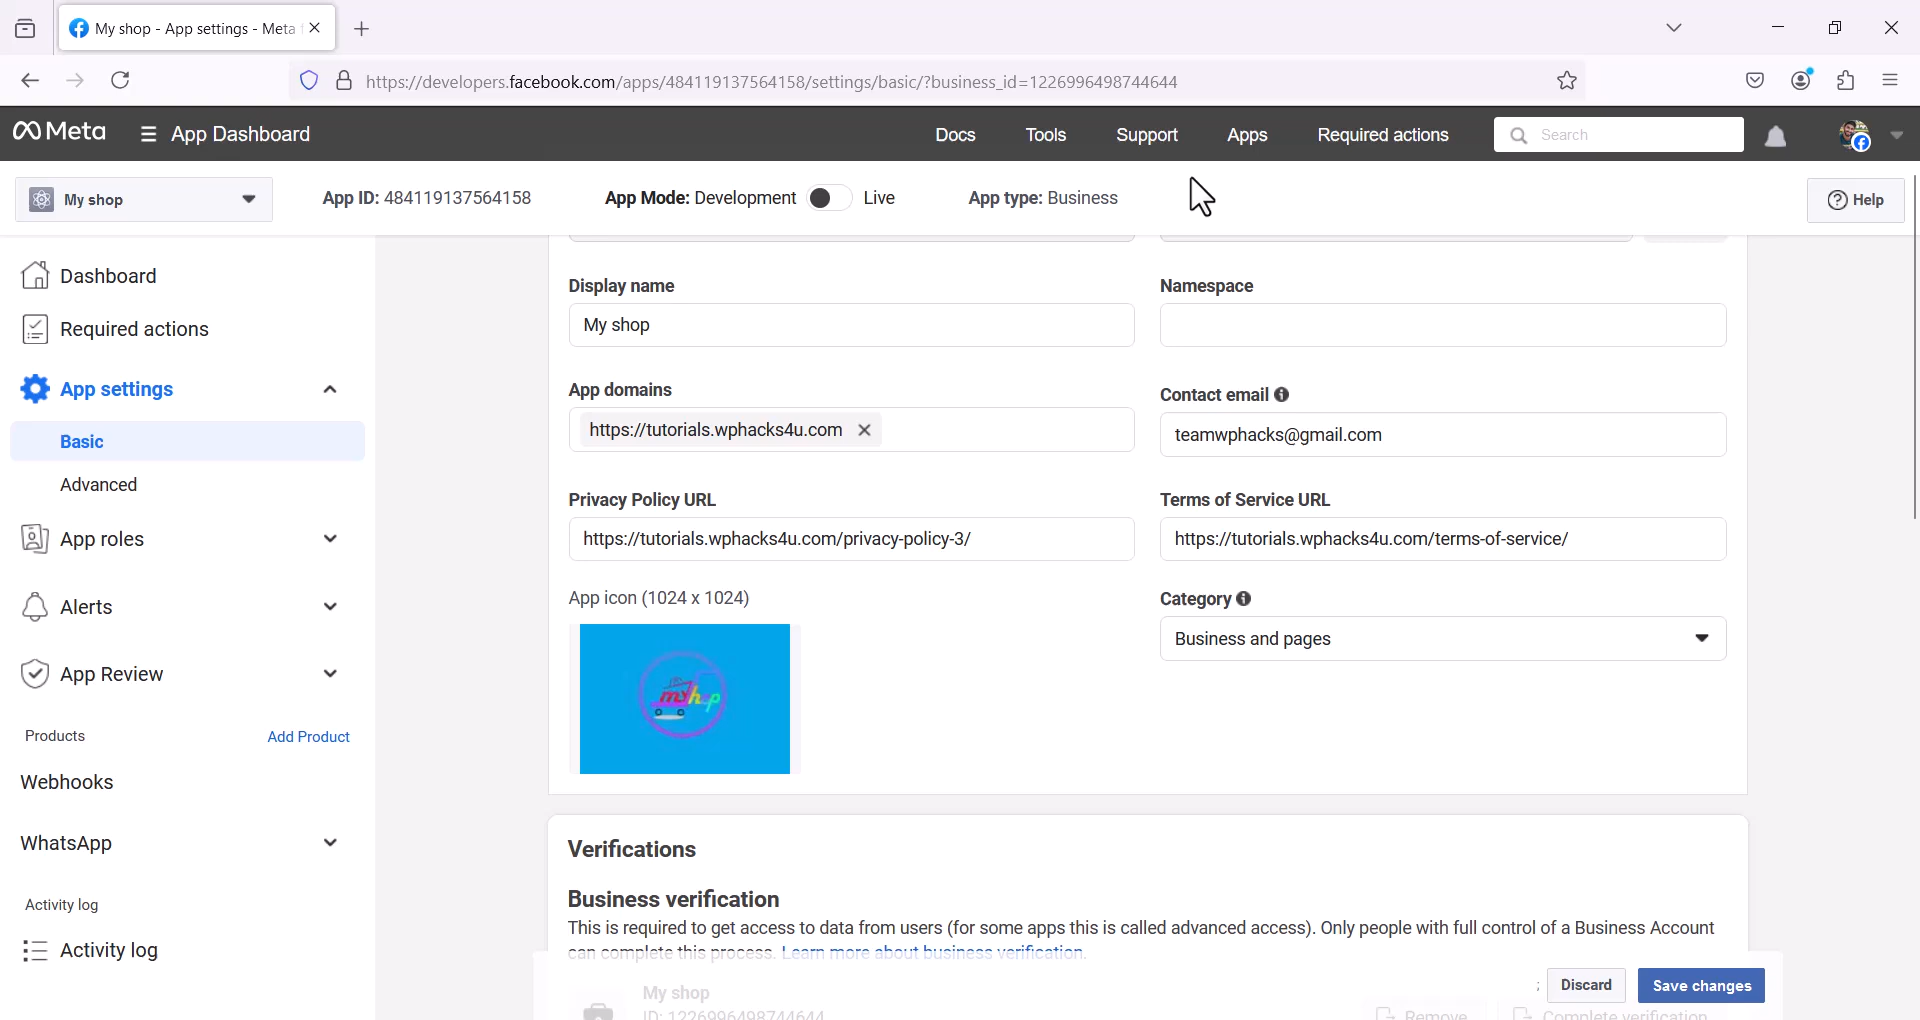 My shop - App settings - Meta
https://developers.facebook.com/apps/484119137564158/settings/basic/?business_id=1226996498744644
Meta
App Dashboard
Docs
Tools
Support
Apps
Required actions
Search
My shop
App ID: 484119137564158
App Mode: Development
Live
App type: Business
Help
Dashboard
Required actions
App settings
Basic
Advanced
App roles
Alerts
App Review
Products
Add Product
Webhooks
WhatsApp
Activity log
Activity log
Display name
My shop
Namespace
App domains
https://tutorials.wphacks4u.com
Contact email
teamwphacks@gmail.com
Privacy Policy URL
https://tutorials.wphacks4u.com/privacy-policy-3/
Terms of Service URL
https://tutorials.wphacks4u.com/terms-of-service/
App icon (1024 x 1024)
Category
Business and pages
Verifications
Business verification
This is required to get access to data from users (for some apps this is called advanced access). Only people with full control of a Business Account
can complete this process. Learn more about business verification.
My shop
ID: 1226996498744644
Remove
Complete verification
Discard
Save changes